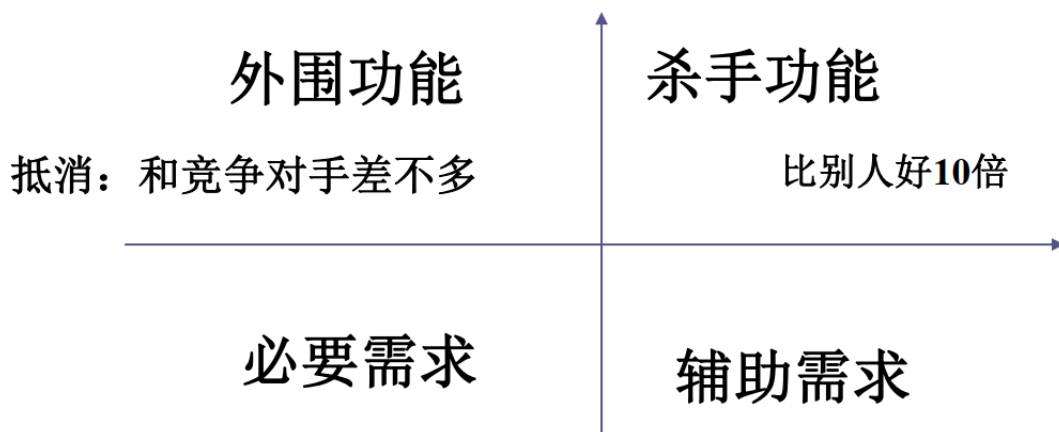 外围功能
杀手功能
抵消：和竞争对手差不多
比别人好10倍
必要需求
辅助需求